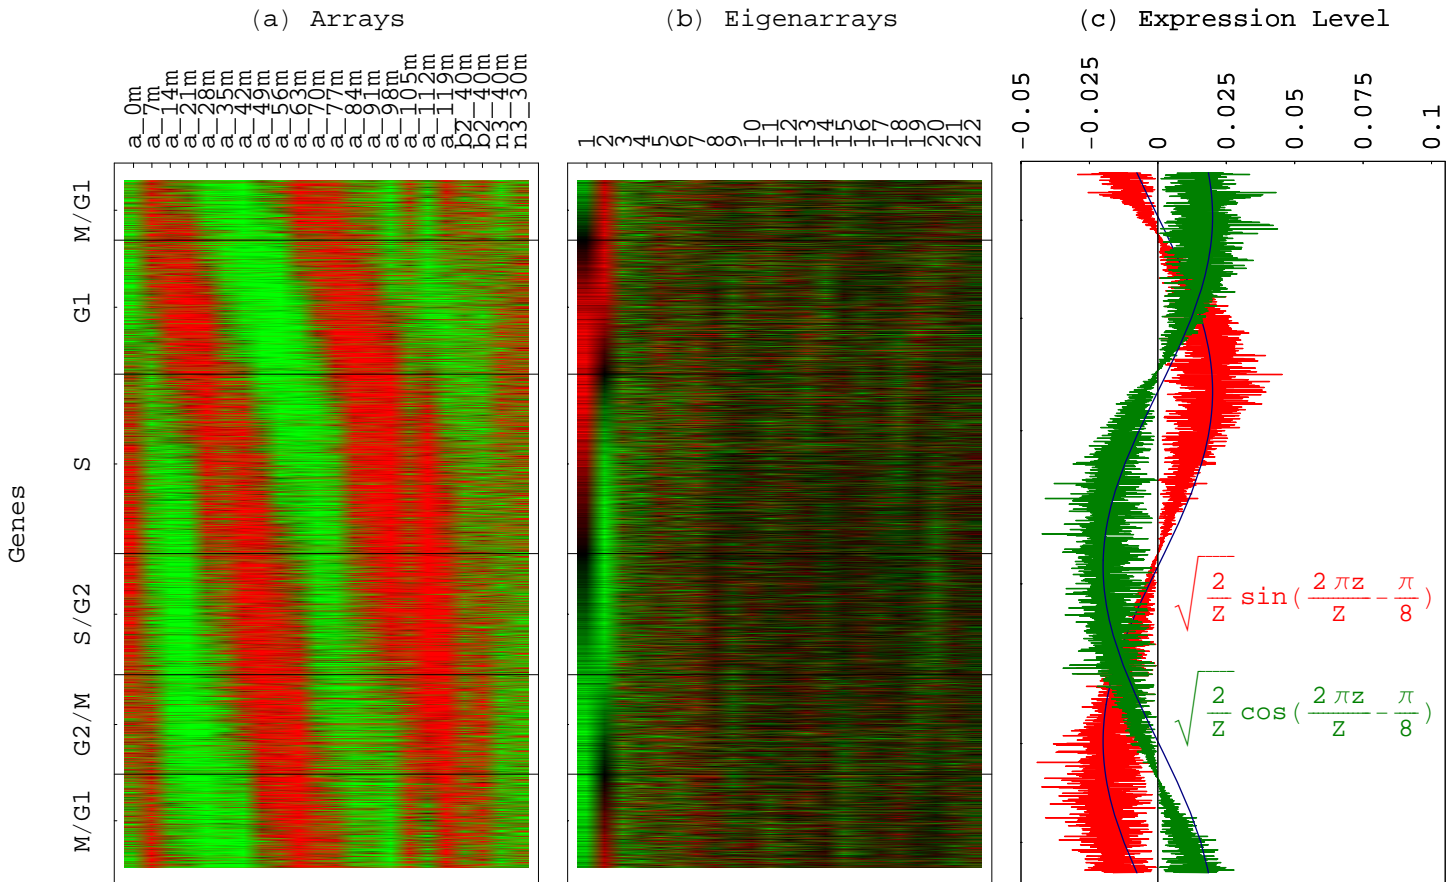 (a) Arrays
(b) Eigenarrays
(c) Expression Level
a_0m
a_7m
a_14m
a_21m
a_28m
a_35m
a_42m
a_49m
a_56m
a_63m
a_70m
a_77m
a_84m
a_91m
a_98m
a_105m
a_112m
a_119m
b2_40m
b2_40m
n3_40m
n3_30m
1
2
3
4
5
6
7
8
9
10
11
12
13
14
15
16
17
18
19
20
21
22
-0.05
-0.025
0
0.025
0.05
0.075
0.1
Genes
M/G1
G1
S
S/G2
G2/M
M/G1
√2/Z sin(2πz/Z-π/8)
√2/Z cos(2πz/Z-π/8)